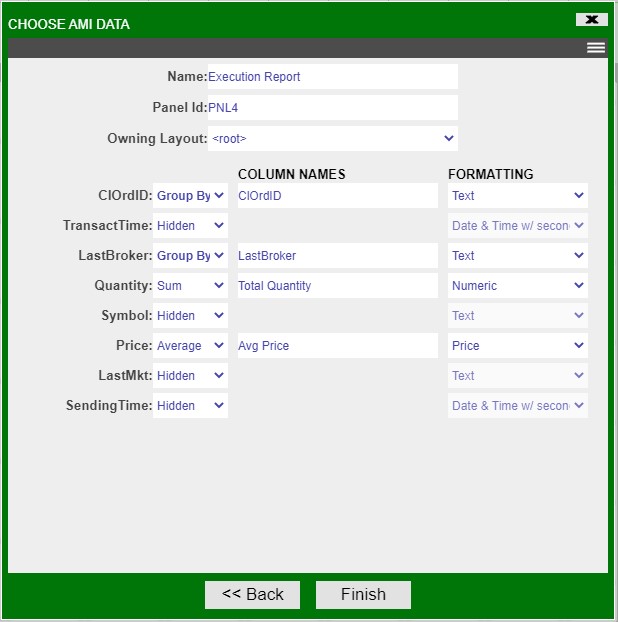 CHOOSE AMI DATA
Name: Execution Report
Panel Id: PNL4
Owning Layout: <root>
COLUMN NAMES FORMATTING
ClOrdID: Group By ClOrdID Text
TransactTime: Hidden Date & Time w/ secon
LastBroker: Group By LastBroker Text
Quantity: Sum Total Quantity Numeric
Symbol: Hidden Text
Price: Average Avg Price Price
LastMkt: Hidden Text
SendingTime: Hidden Date & Time w/ secon
<< Back Finish